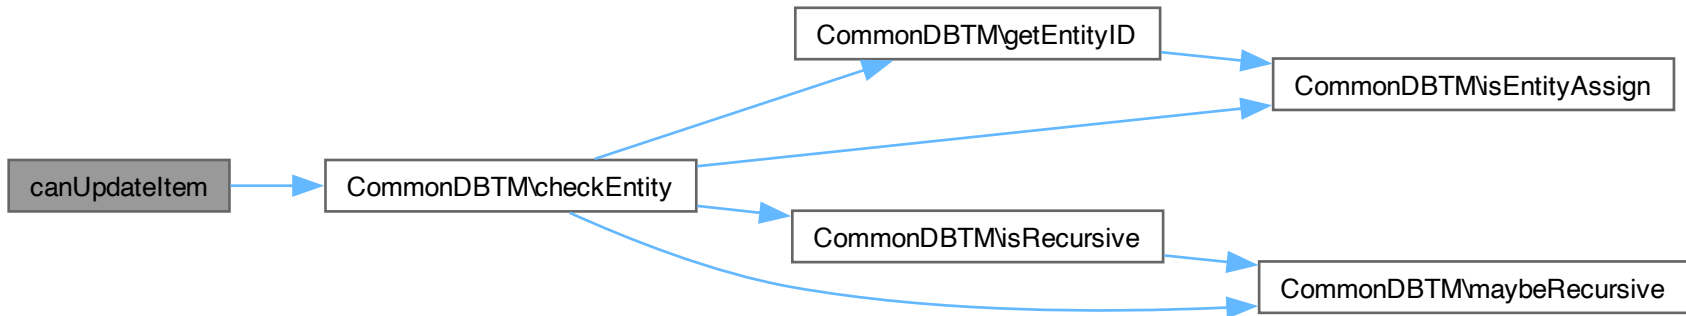 canUpdateItem
CommonDBTM\checkEntity
CommonDBTM\getEntityID
CommonDBTM\isEntityAssign
CommonDBTM\isRecursive
CommonDBTM\maybeRecursive